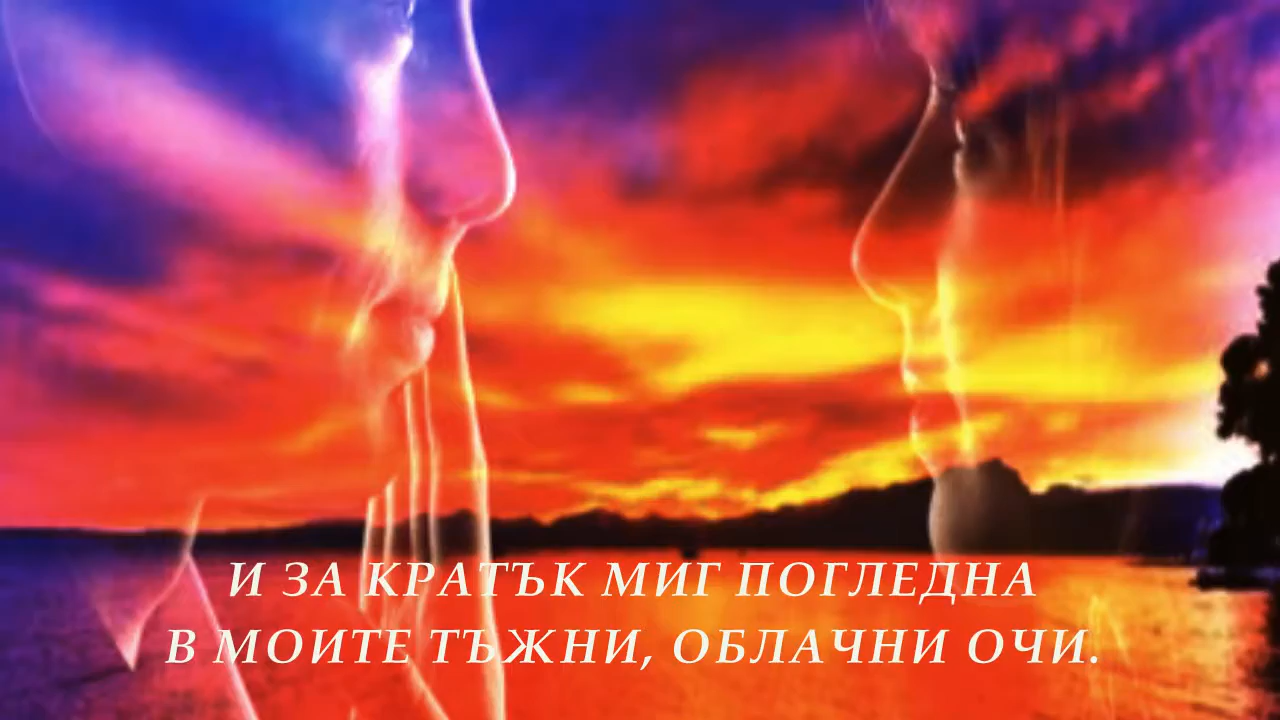 И ЗА КРАТЪК МИГ ПОГЛЕДНА
В МОИТЕ ТЪЖНИ, ОБЛАЧНИ ОЧИ.